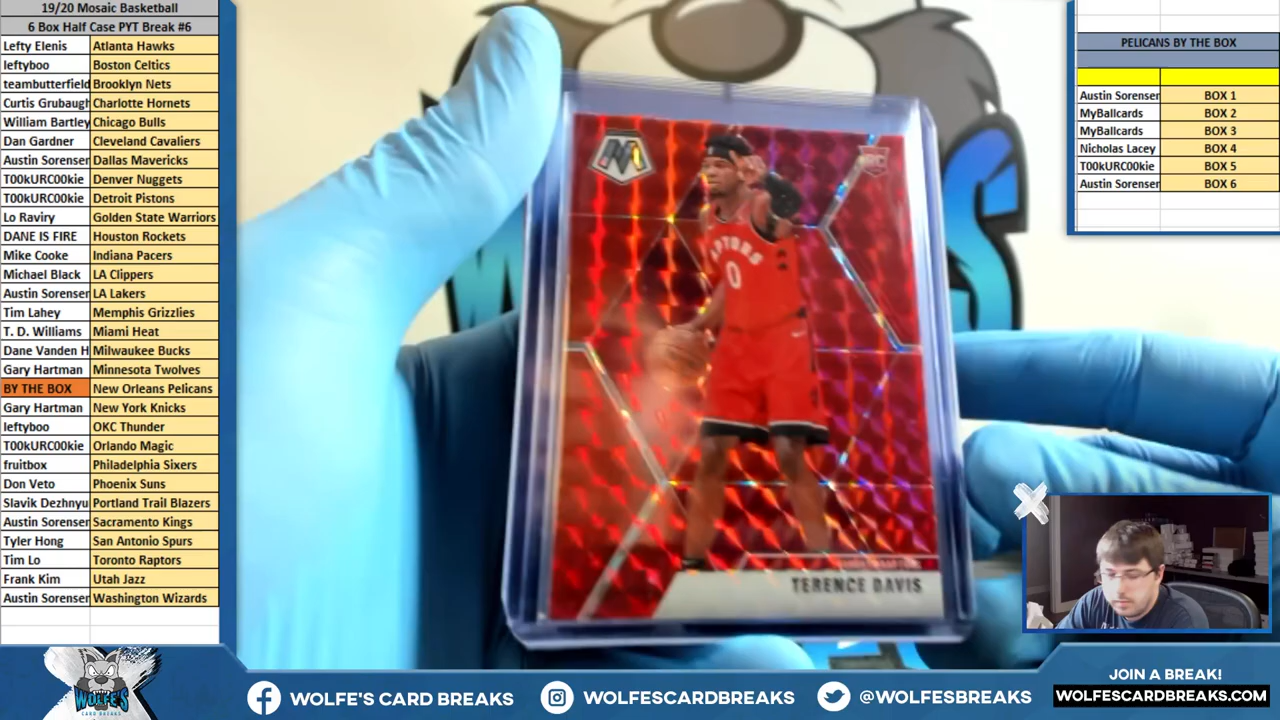 19/20 Mosaic Basketball
6 Box Half Case PYT Break #6
Lefty Elenis Atlanta Hawks
leftyboo Boston Celtics
teambutterfield Brooklyn Nets
Curtis Grubaugh Charlotte Hornets
William Bartley Chicago Bulls
Dan Gardner Cleveland Cavaliers
Austin Sorensen Dallas Mavericks
T00kURC00kie Denver Nuggets
T00kURC00kie Detroit Pistons
Lo Raviry Golden State Warriors
DANE IS FIRE Houston Rockets
Mike Cooke Indiana Pacers
Michael Black LA Clippers
Austin Sorensen LA Lakers
Tim Lahey Memphis Grizzlies
T. D. Williams Miami Heat
Dane Vanden H Milwaukee Bucks
Gary Hartman Minnesota Twolves
BY THE BOX New Orleans Pelicans
Gary Hartman New York Knicks
leftyboo OKC Thunder
T00kURC00kie Orlando Magic
fruitbox Philadelphia Sixers
Don Veto Phoenix Suns
Slavik Dezhnyu Portland Trail Blazers
Austin Sorensen Sacramento Kings
Tyler Hong San Antonio Spurs
Tim Lo Toronto Raptors
Frank Kim Utah Jazz
Austin Sorensen Washington Wizards
PELICANS BY THE BOX
Austin Sorensen BOX 1
MyBallcards BOX 2
MyBallcards BOX 3
Nicholas Lacey BOX 4
T00kURC00kie BOX 5
Austin Sorensen BOX 6
M
RC
APTORS
0
TERENCE DAVIS
WOLFE'S
CARD BREAKS
WOLFE'S CARD BREAKS
WOLFESCARDBREAKS
@WOLFESBREAKS
JOIN A BREAK!
WOLFESCARDBREAKS.COM